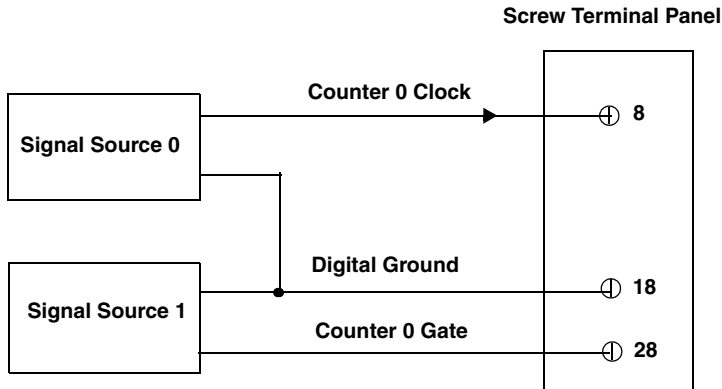 Screw Terminal Panel
Counter 0 Clock
8
Signal Source 0
Digital Ground
18
Signal Source 1
Counter 0 Gate
28